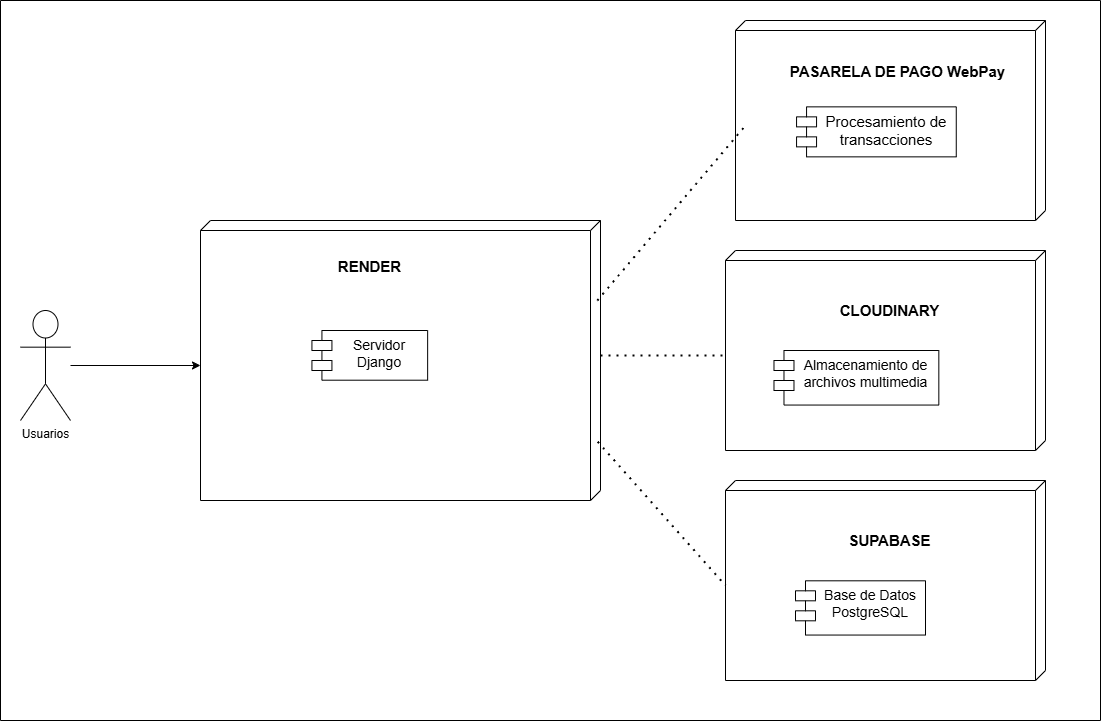 PASARELA DE PAGO WebPay
Procesamiento de
transacciones
RENDER
Servidor
Django
CLOUDINARY
Almacenamiento de
archivos multimedia
Usuarios
SUPABASE
Base de Datos
PostgreSQL